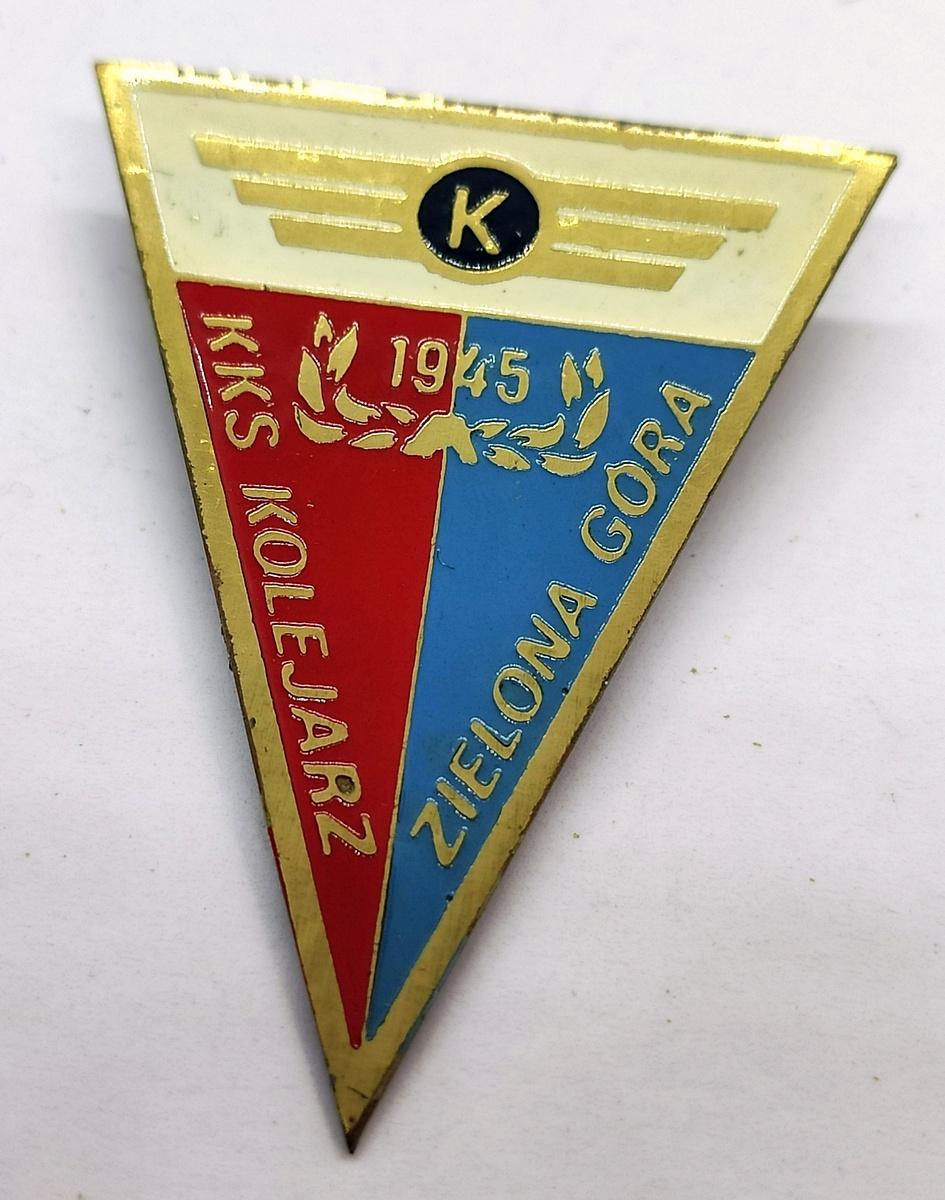 K
1945
KKS KOLEJARZ
ZIELONA GÓRA